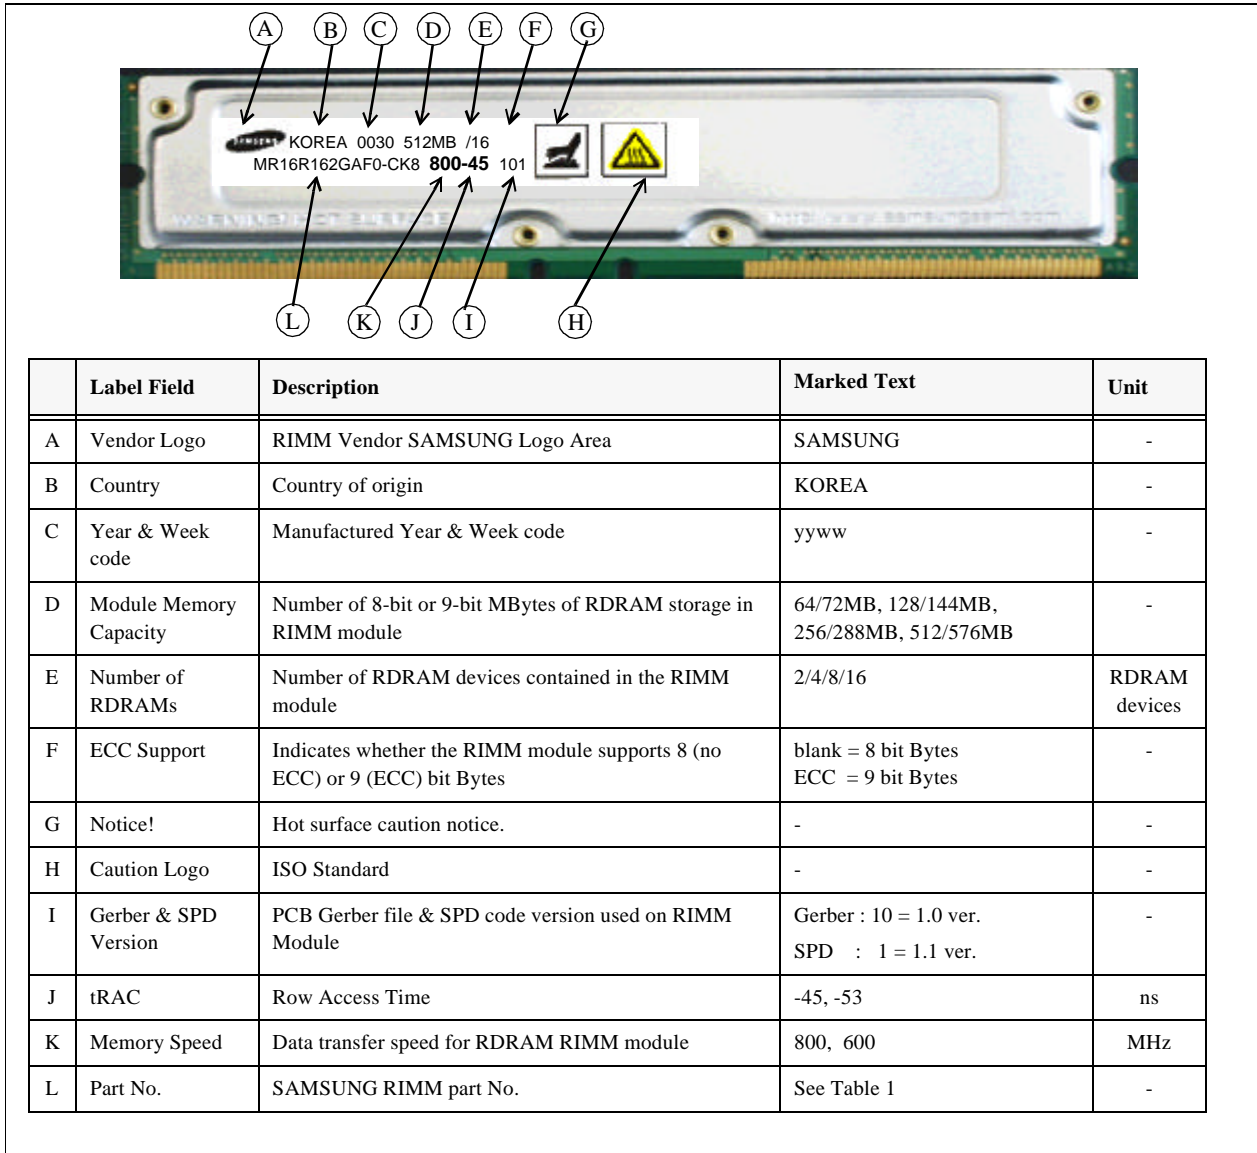 A B C D E F G
SAMSUNG KOREA 0030 512MB /16
MR16R162GAF0-CK8 800-45 101
WARNING! HOT SURFACE http://www.samsungsemi.com
L K J I H
Label Field Description Marked Text Unit
A Vendor Logo RIMM Vendor SAMSUNG Logo Area SAMSUNG -
B Country Country of origin KOREA -
C Year & Week Manufactured Year & Week code yyww -
code
D Module Memory Number of 8-bit or 9-bit MBytes of RDRAM storage in 64/72MB, 128/144MB, -
Capacity RIMM module 256/288MB, 512/576MB
E Number of Number of RDRAM devices contained in the RIMM 2/4/8/16 RDRAM
RDRAMs module devices
F ECC Support Indicates whether the RIMM module supports 8 (no blank = 8 bit Bytes -
ECC) or 9 (ECC) bit Bytes ECC = 9 bit Bytes
G Notice! Hot surface caution notice. - -
H Caution Logo ISO Standard - -
I Gerber & SPD PCB Gerber file & SPD code version used on RIMM Gerber : 10 = 1.0 ver. -
Version Module SPD : 1 = 1.1 ver.
J tRAC Row Access Time -45, -53 ns
K Memory Speed Data transfer speed for RDRAM RIMM module 800, 600 MHz
L Part No. SAMSUNG RIMM part No. See Table 1 -